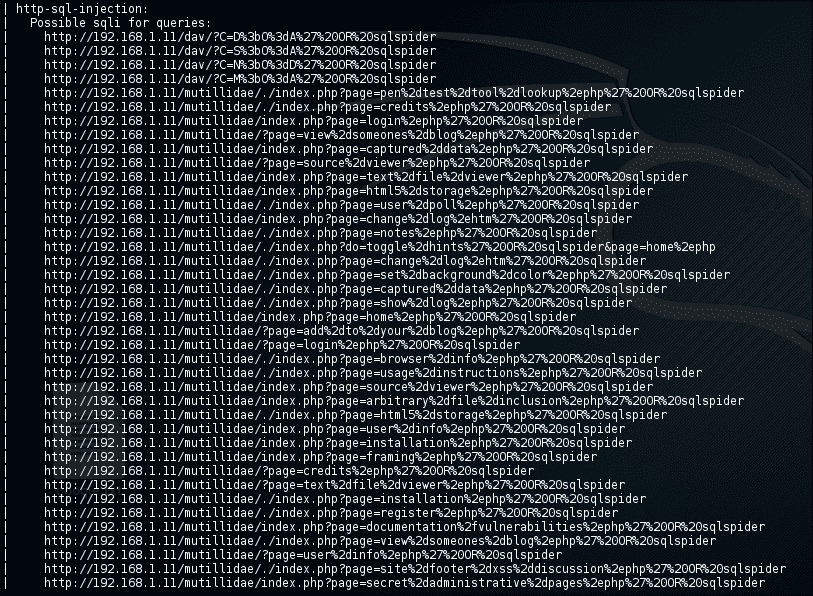 | http-sql-injection:
|   Possible sqli for queries:
|     http://192.168.1.11/dav/?C=D%3bO%3dA%27%20OR%20sqlspider
|     http://192.168.1.11/dav/?C=S%3bO%3dA%27%20OR%20sqlspider
|     http://192.168.1.11/dav/?C=N%3bO%3dD%27%20OR%20sqlspider
|     http://192.168.1.11/dav/?C=M%3bO%3dA%27%20OR%20sqlspider
|     http://192.168.1.11/mutillidae/./index.php?page=pen%2dtest%2dtool%2dlookup%2ephp%27%20OR%20sqlspider
|     http://192.168.1.11/mutillidae/./index.php?page=credits%2ephp%27%20OR%20sqlspider
|     http://192.168.1.11/mutillidae/index.php?page=login%2ephp%27%20OR%20sqlspider
|     http://192.168.1.11/mutillidae/?page=view%2dsomeones%2dblog%2ephp%27%20OR%20sqlspider
|     http://192.168.1.11/mutillidae/index.php?page=captured%2ddata%2ephp%27%20OR%20sqlspider
|     http://192.168.1.11/mutillidae/?page=source%2dviewer%2ephp%27%20OR%20sqlspider
|     http://192.168.1.11/mutillidae/index.php?page=text%2dfile%2dviewer%2ephp%27%20OR%20sqlspider
|     http://192.168.1.11/mutillidae/index.php?page=html5%2dstorage%2ephp%27%20OR%20sqlspider
|     http://192.168.1.11/mutillidae/index.php?page=user%2dpoll%2ephp%27%20OR%20sqlspider
|     http://192.168.1.11/mutillidae/index.php?page=change%2dlog%2ehtm%27%20OR%20sqlspider
|     http://192.168.1.11/mutillidae/./index.php?page=notes%2ephp%27%20OR%20sqlspider
|     http://192.168.1.11/mutillidae/index.php?do=toggle%2dhints%27%20OR%20sqlspider&page=home%2ephp
|     http://192.168.1.11/mutillidae/./index.php?page=change%2dlog%2ehtm%27%20OR%20sqlspider
|     http://192.168.1.11/mutillidae/./index.php?page=set%2dbackground%2dcolor%2ephp%27%20OR%20sqlspider
|     http://192.168.1.11/mutillidae/./index.php?page=captured%2ddata%2ephp%27%20OR%20sqlspider
|     http://192.168.1.11/mutillidae/./index.php?page=show%2dlog%2ephp%27%20OR%20sqlspider
|     http://192.168.1.11/mutillidae/index.php?page=home%2ephp%27%20OR%20sqlspider
|     http://192.168.1.11/mutillidae/?page=add%2dto%2dyour%2dblog%2ephp%27%20OR%20sqlspider
|     http://192.168.1.11/mutillidae/?page=login%2ephp%27%20OR%20sqlspider
|     http://192.168.1.11/mutillidae/./index.php?page=browser%2dinfo%2ephp%27%20OR%20sqlspider
|     http://192.168.1.11/mutillidae/index.php?page=usage%2dinstructions%2ephp%27%20OR%20sqlspider
|     http://192.168.1.11/mutillidae/./index.php?page=source%2dviewer%2ephp%27%20OR%20sqlspider
|     http://192.168.1.11/mutillidae/index.php?page=arbitrary%2dfile%2dinclusion%2ephp%27%20OR%20sqlspider
|     http://192.168.1.11/mutillidae/./index.php?page=html5%2dstorage%2ephp%27%20OR%20sqlspider
|     http://192.168.1.11/mutillidae/index.php?page=user%2dinfo%2ephp%27%20OR%20sqlspider
|     http://192.168.1.11/mutillidae/index.php?page=installation%2ephp%27%20OR%20sqlspider
|     http://192.168.1.11/mutillidae/index.php?page=framing%2ephp%27%20OR%20sqlspider
|     http://192.168.1.11/mutillidae/?page=credits%2ephp%27%20OR%20sqlspider
|     http://192.168.1.11/mutillidae/?page=text%2dfile%2dviewer%2ephp%27%20OR%20sqlspider
|     http://192.168.1.11/mutillidae/./index.php?page=installation%2ephp%27%20OR%20sqlspider
|     http://192.168.1.11/mutillidae/./index.php?page=register%2ephp%27%20OR%20sqlspider
|     http://192.168.1.11/mutillidae/index.php?page=documentation%2fvulnerabilities%2ephp%27%20OR%20sqlspider
|     http://192.168.1.11/mutillidae/./index.php?page=view%2dsomeones%2dblog%2ephp%27%20OR%20sqlspider
|     http://192.168.1.11/mutillidae/?page=user%2dinfo%2ephp%27%20OR%20sqlspider
|     http://192.168.1.11/mutillidae/./index.php?page=site%2dfooter%2dxss%2ddiscussion%2ephp%27%20OR%20sqlspider
|     http://192.168.1.11/mutillidae/index.php?page=secret%2dadministrative%2dpages%2ephp%27%20OR%20sqlspider